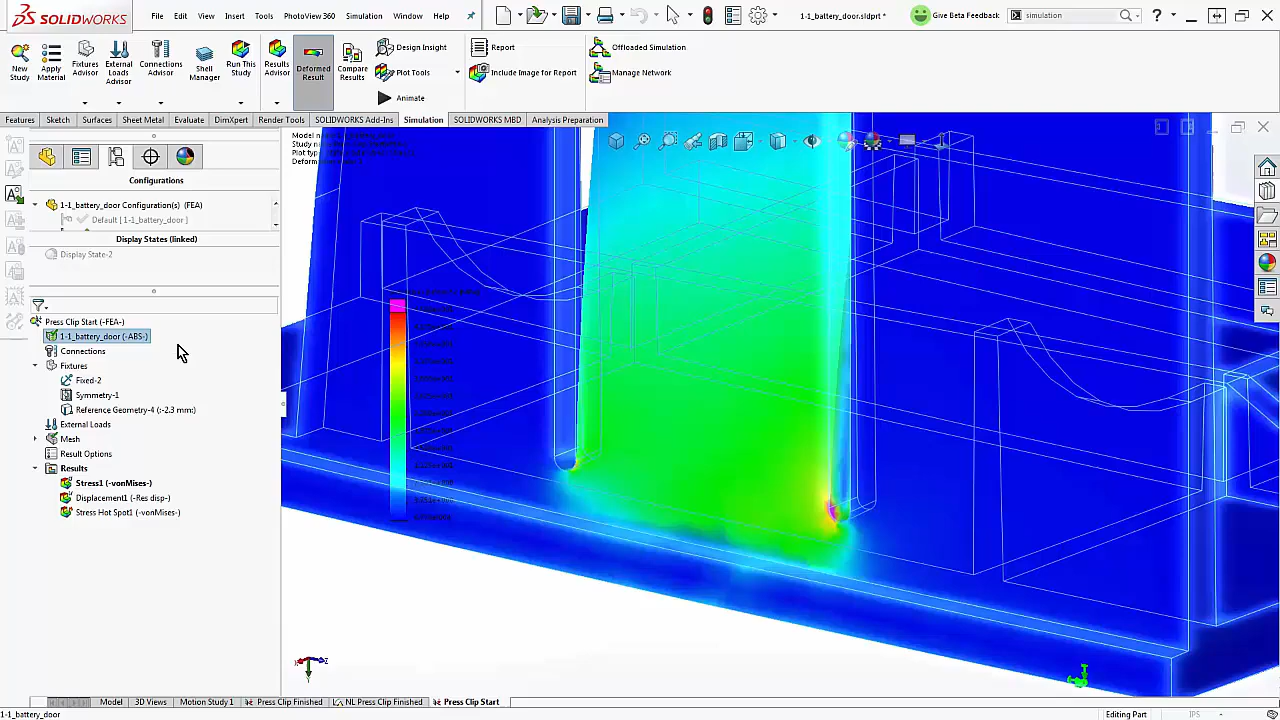 SOLIDWORKS
File Edit View Insert Tools PhotoView 360 Simulation Window Help
1-1_battery_door.sldprt *
Give Beta Feedback
simulation
New Study
Apply Material
Fixtures Advisor
External Loads Advisor
Connections Advisor
Shell Manager
Run This Study
Results Advisor
Deformed Result
Compare Results
Design Insight
Plot Tools
Animate
Report
Include Image for Report
Offloaded Simulation
Manage Network
Features Sketch Surfaces Sheet Metal Evaluate DimXpert Render Tools SOLIDWORKS Add-Ins Simulation SOLIDWORKS MBD Analysis Preparation
Configurations
1-1_battery_door Configuration(s) (FEA)
Default [ 1-1_battery_door ]
Display States (linked)
Display State-2
Press Clip Start (-FEA-)
1-1_battery_door (-ABS-)
Connections
Fixtures
Fixed-2
Symmetry-1
Reference Geometry-4 (:-2.3 mm:)
External Loads
Mesh
Result Options
Results
Stress1 (-vonMises-)
Displacement1 (-Res disp-)
Stress Hot Spot1 (-vonMises-)
Model 3D Views Motion Study 1 Press Clip Finished NL Press Clip Finished Press Clip Start
1-1_battery_door
Editing Part
IPS